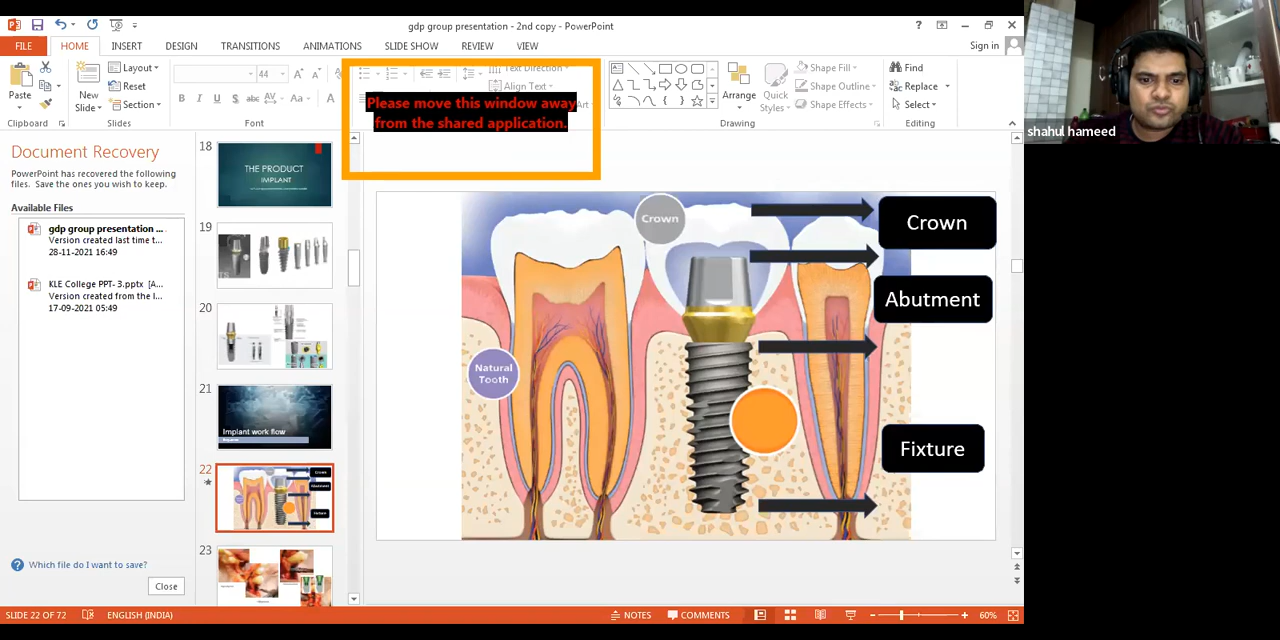 gdp group presentation - 2nd copy - PowerPoint
?
FILE
HOME
INSERT
DESIGN
TRANSITIONS
ANIMATIONS
SLIDE SHOW
REVIEW
VIEW
Sign in
Paste
New
Slide
Layout
Reset
Section
44
B I U S abc AV Aa A
Text Direction
Align Text
Please move this window away
from the shared application.
Arrange
Quick
Styles
Shape Fill
Shape Outline
Shape Effects
Find
Replace
Select
Clipboard
Slides
Font
Drawing
Editing
shahul hameed
Document Recovery
PowerPoint has recovered the following
files. Save the ones you wish to keep.
Available Files
gdp group presentation ...
Version created last time t...
28-11-2021 16:49
KLE College PPT- 3.pptx [A...
Version created from the l...
17-09-2021 05:49
Which file do I want to save?
Close
18
THE PRODUCT
IMPLANT
19
20
21
Implant work flow
22
Crown
Abutment
Fixture
23
Crown
Natural
Tooth
Crown
Abutment
Fixture
SLIDE 22 OF 72
ENGLISH (INDIA)
NOTES
COMMENTS
60%